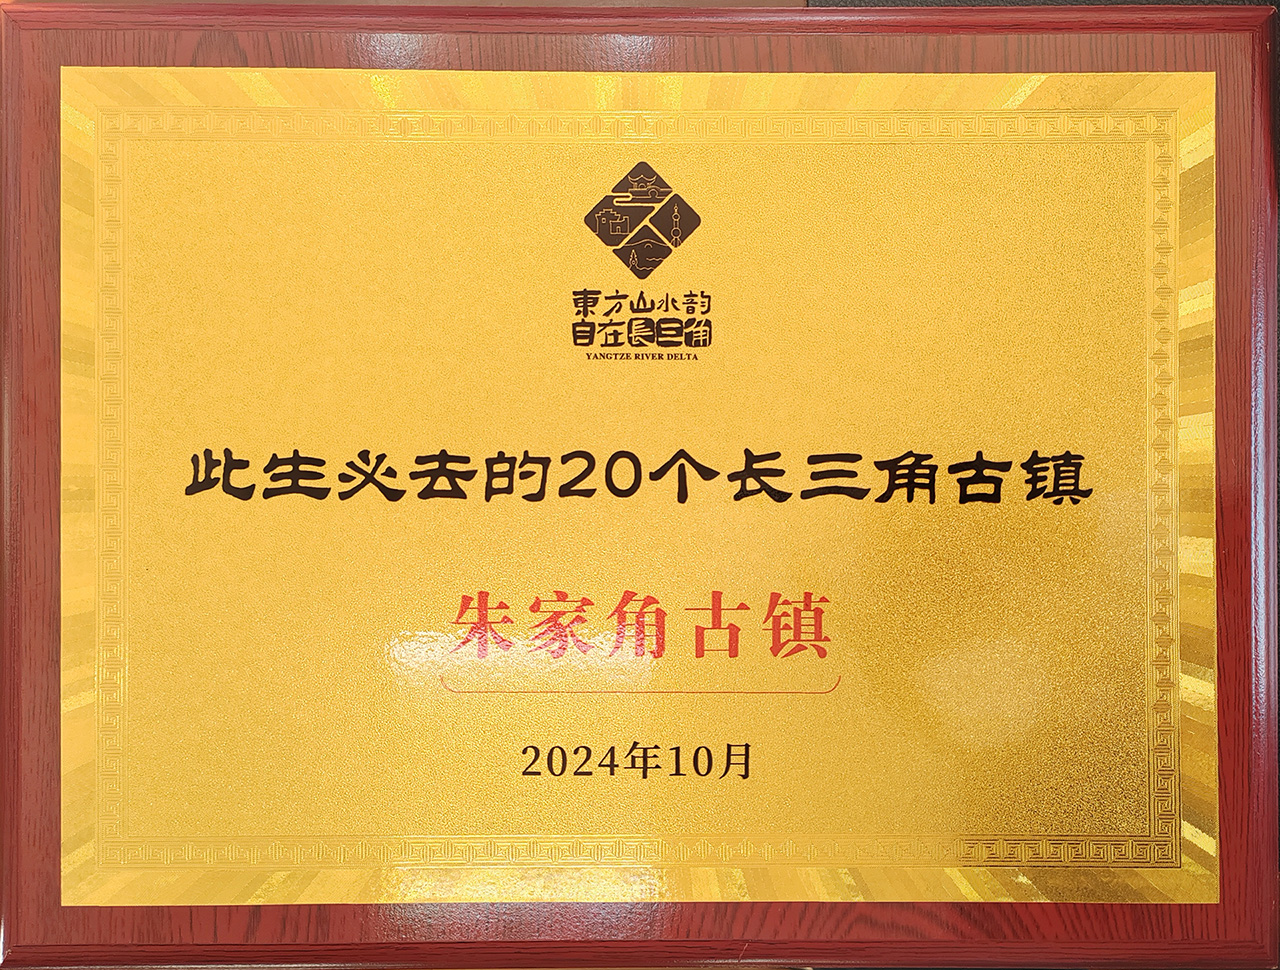 東方山水韵
自在長三角
YANGTZE RIVER DELTA
此生必去的20个长三角古镇
朱家角古镇
2024年10月